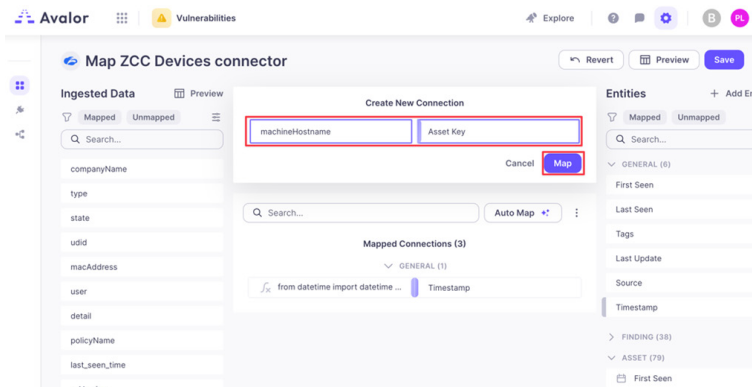 Avalor
Vulnerabilities
Explore
B
PL
Map ZCC Devices connector
Revert
Preview
Save
Ingested Data
Preview
Mapped
Unmapped
Search...
companyName
type
state
udid
macAddress
user
detail
policyName
last_seen_time
Create New Connection
machineHostname
Asset Key
Cancel
Map
Search...
Auto Map
Mapped Connections (3)
GENERAL (1)
fx from datetime import datetime ...
Timestamp
Entities
+ Add En
Mapped
Unmapped
Search...
GENERAL (6)
First Seen
Last Seen
Tags
Last Update
Source
Timestamp
FINDING (38)
ASSET (79)
First Seen